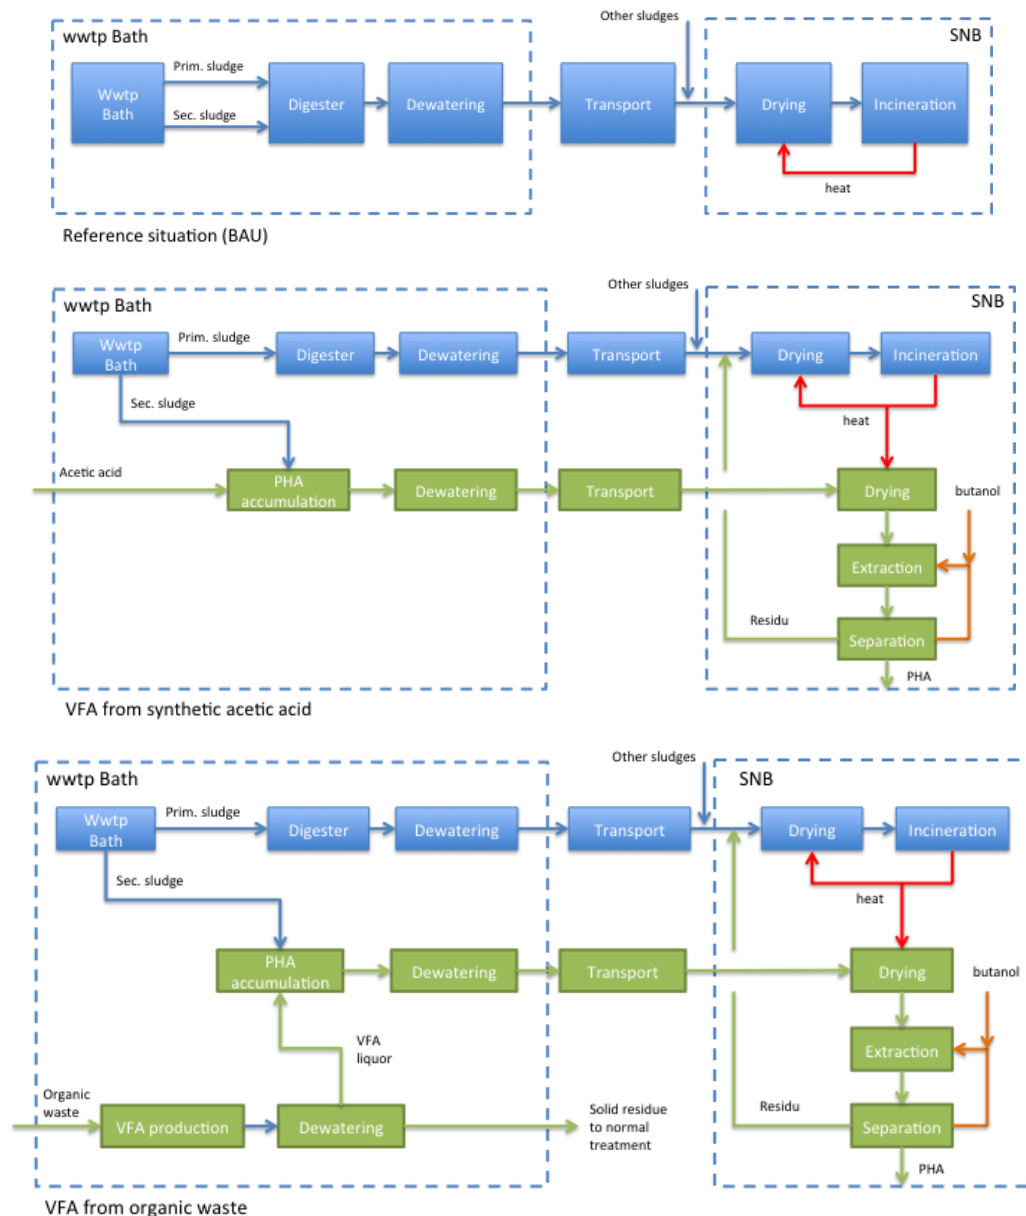 Other sludges
wwtp Bath
SNB
Prim. sludge
Wwtp
Bath
Digester
Dewatering
Transport
Drying
Incineration
Sec. sludge
heat
Reference situation (BAU)
Other sludges
wwtp Bath
SNB
Prim. sludge
Wwtp
Bath
Digester
Dewatering
Transport
Drying
Incineration
Sec. sludge
heat
Acetic acid
PHA
accumulation
Dewatering
Transport
Drying
butanol
Extraction
Residu
Separation
PHA
VFA from synthetic acetic acid
Other sludges
wwtp Bath
SNB
Prim. sludge
Wwtp
Bath
Digester
Dewatering
Transport
Drying
Incineration
Sec. sludge
heat
PHA
accumulation
Dewatering
Transport
Drying
butanol
VFA
liquor
Extraction
Organic
waste
VFA production
Dewatering
Solid residue
to normal
treatment
Residu
Separation
PHA
VFA from organic waste